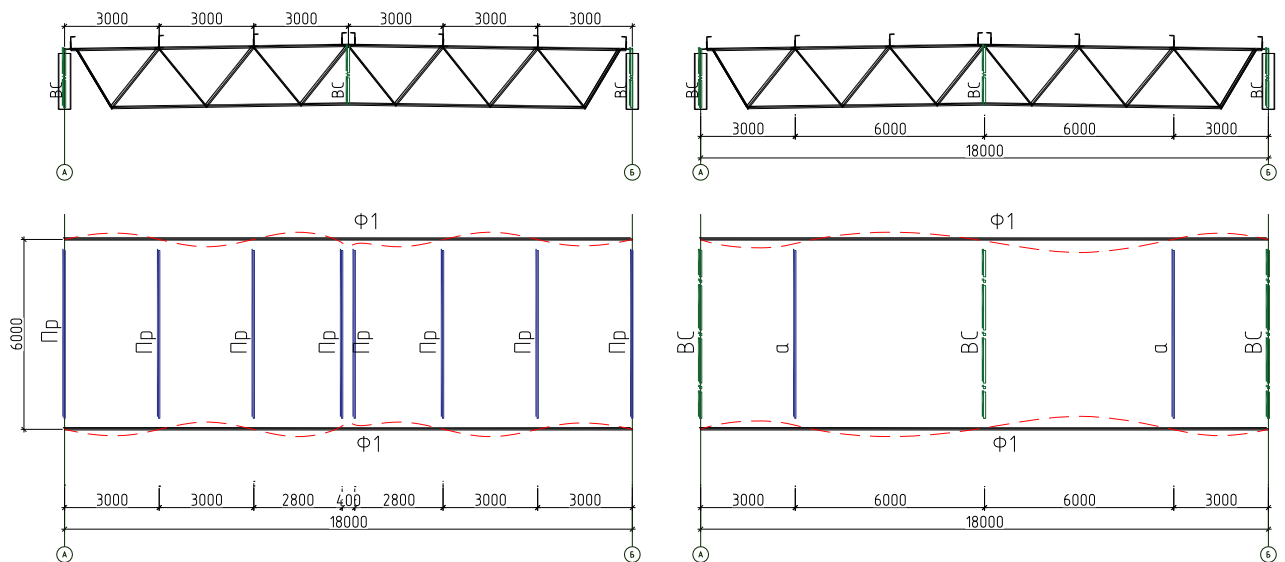 3000 3000 3000 3000 3000 3000
ВС ВС ВС
ВС ВС ВС
3000 6000 6000 3000
18000
А Б
А Б
Ф1
Ф1
6000
Пр Пр Пр Пр Пр Пр Пр Пр
ВС а ВС а ВС
Ф1
Ф1
3000 3000 2800 400 2800 3000 3000
18000
3000 6000 6000 3000
18000
А Б
А Б